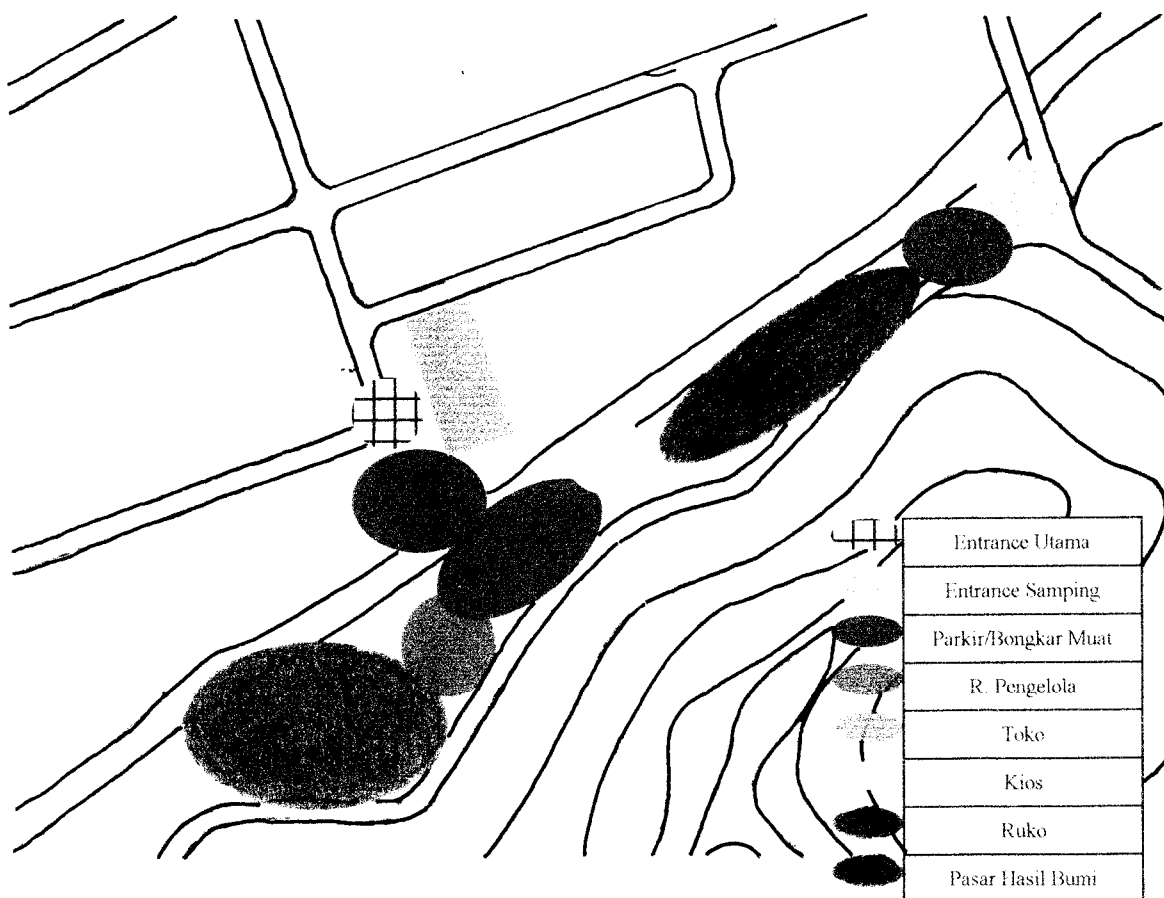 Entrance Utama
Entrance Samping
Parkir/Bongkar Muat
R. Pengelola
Toko
Kios
Ruko
Pasar Hasil Bumi